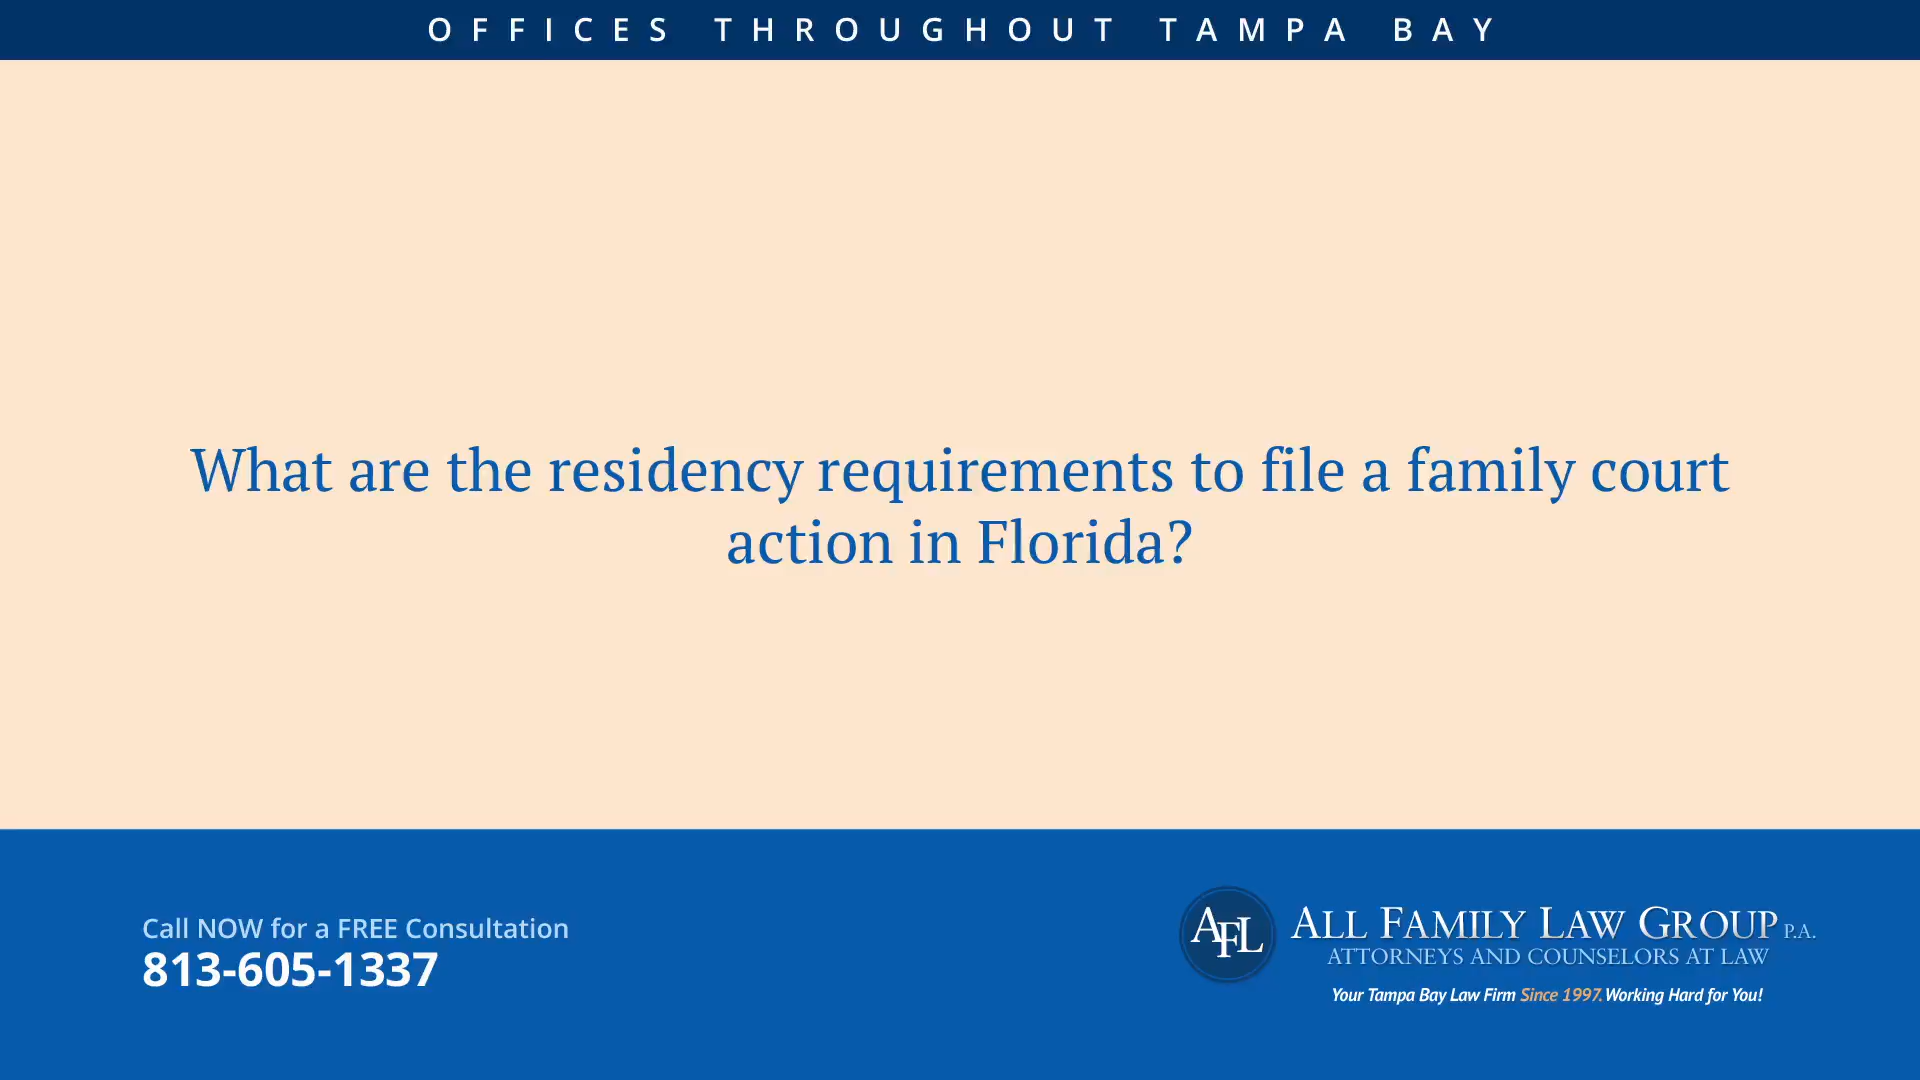 OFFICES THROUGHOUT TAMPA BAY
What are the residency requirements to file a family court
action in Florida?
Call NOW for a FREE Consultation
813-605-1337
AFL
ALL FAMILY LAW GROUP P.A.
ATTORNEYS AND COUNSELORS AT LAW
Your Tampa Bay Law Firm Since 1997. Working Hard for You!